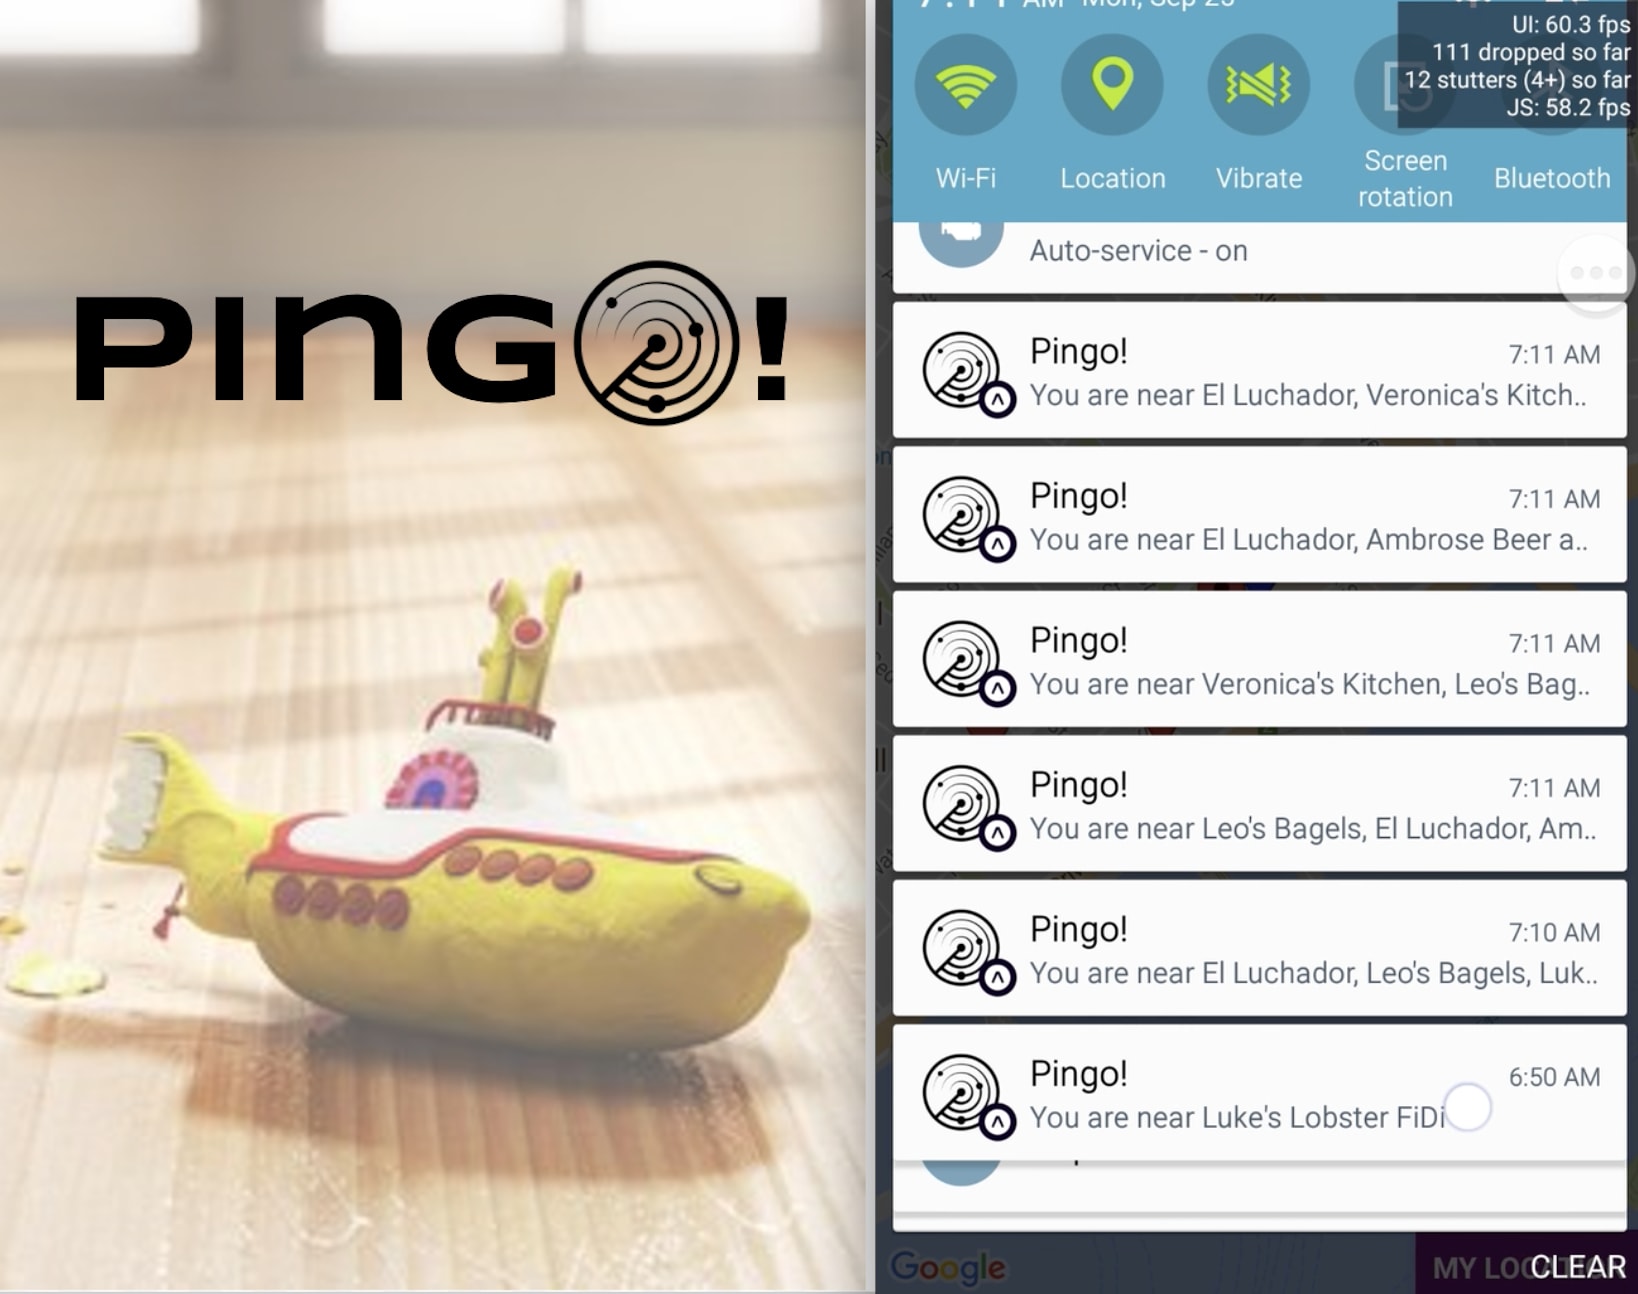 PINGO!
7:11 AM Mon, Sep 25
UI: 60.3 fps
111 dropped so far
12 stutters (4+) so far
JS: 58.2 fps
Wi-Fi
Location
Vibrate
Screen
rotation
Bluetooth
Auto-service - on
Pingo!
7:11 AM
You are near El Luchador, Veronica's Kitch..
Pingo!
7:11 AM
You are near El Luchador, Ambrose Beer a..
Pingo!
7:11 AM
You are near Veronica's Kitchen, Leo's Bag..
Pingo!
7:11 AM
You are near Leo's Bagels, El Luchador, Am..
Pingo!
7:10 AM
You are near El Luchador, Leo's Bagels, Luk..
Pingo!
6:50 AM
You are near Luke's Lobster FiDi
Google
MY LOCATION
CLEAR